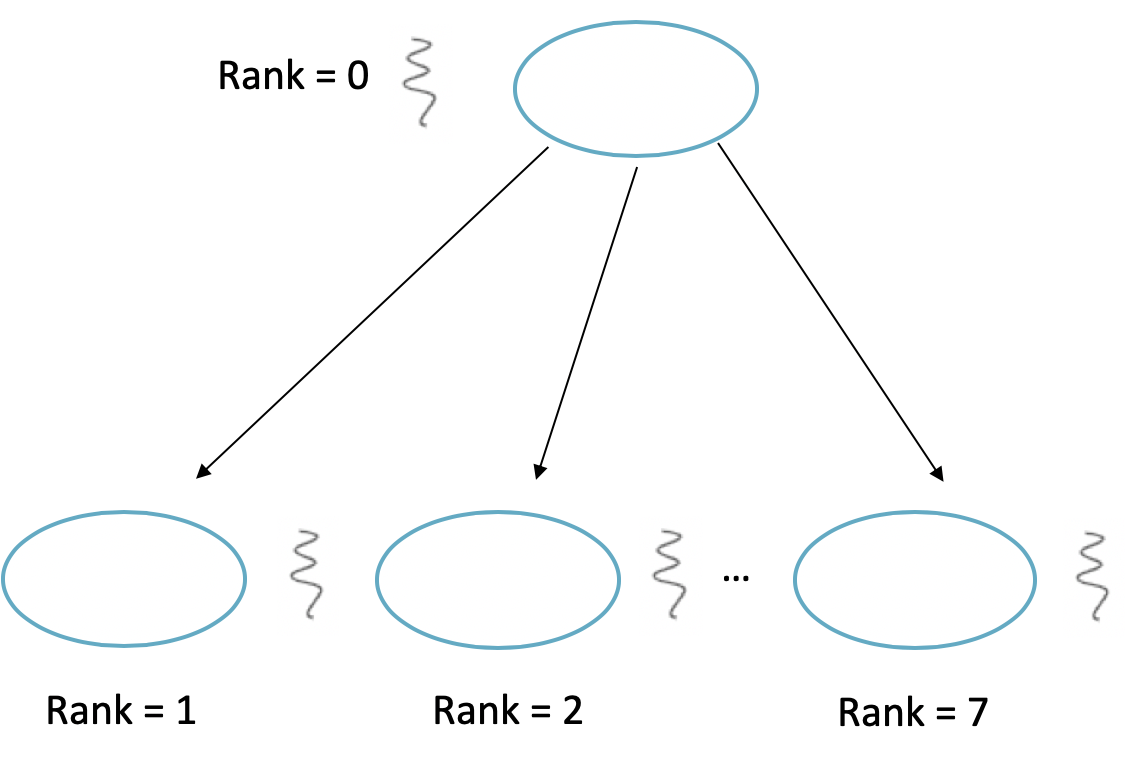 Rank = 0
...
Rank = 1
Rank = 2
Rank = 7